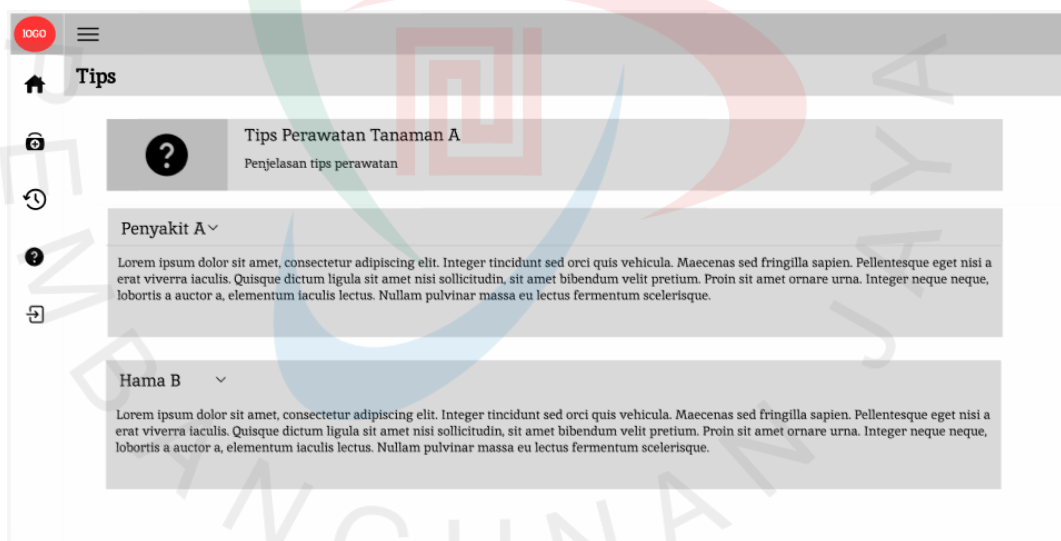 LOGO
Tips
Tips Perawatan Tanaman A
Penjelasan tips perawatan
Penyakit A
Lorem ipsum dolor sit amet, consectetur adipiscing elit. Integer tincidunt sed orci quis vehicula. Maecenas sed fringilla sapien. Pellentesque eget nisi a
erat viverra iaculis. Quisque dictum ligula sit amet nisi sollicitudin, sit amet bibendum velit pretium. Proin sit amet ornare urna. Integer neque neque,
lobortis a auctor a, elementum iaculis lectus. Nullam pulvinar massa eu lectus fermentum scelerisque.
Hama B
Lorem ipsum dolor sit amet, consectetur adipiscing elit. Integer tincidunt sed orci quis vehicula. Maecenas sed fringilla sapien. Pellentesque eget nisi a
erat viverra iaculis. Quisque dictum ligula sit amet nisi sollicitudin, sit amet bibendum velit pretium. Proin sit amet ornare urna. Integer neque neque,
lobortis a auctor a, elementum iaculis lectus. Nullam pulvinar massa eu lectus fermentum scelerisque.
PEMBANGUNAN JAYA